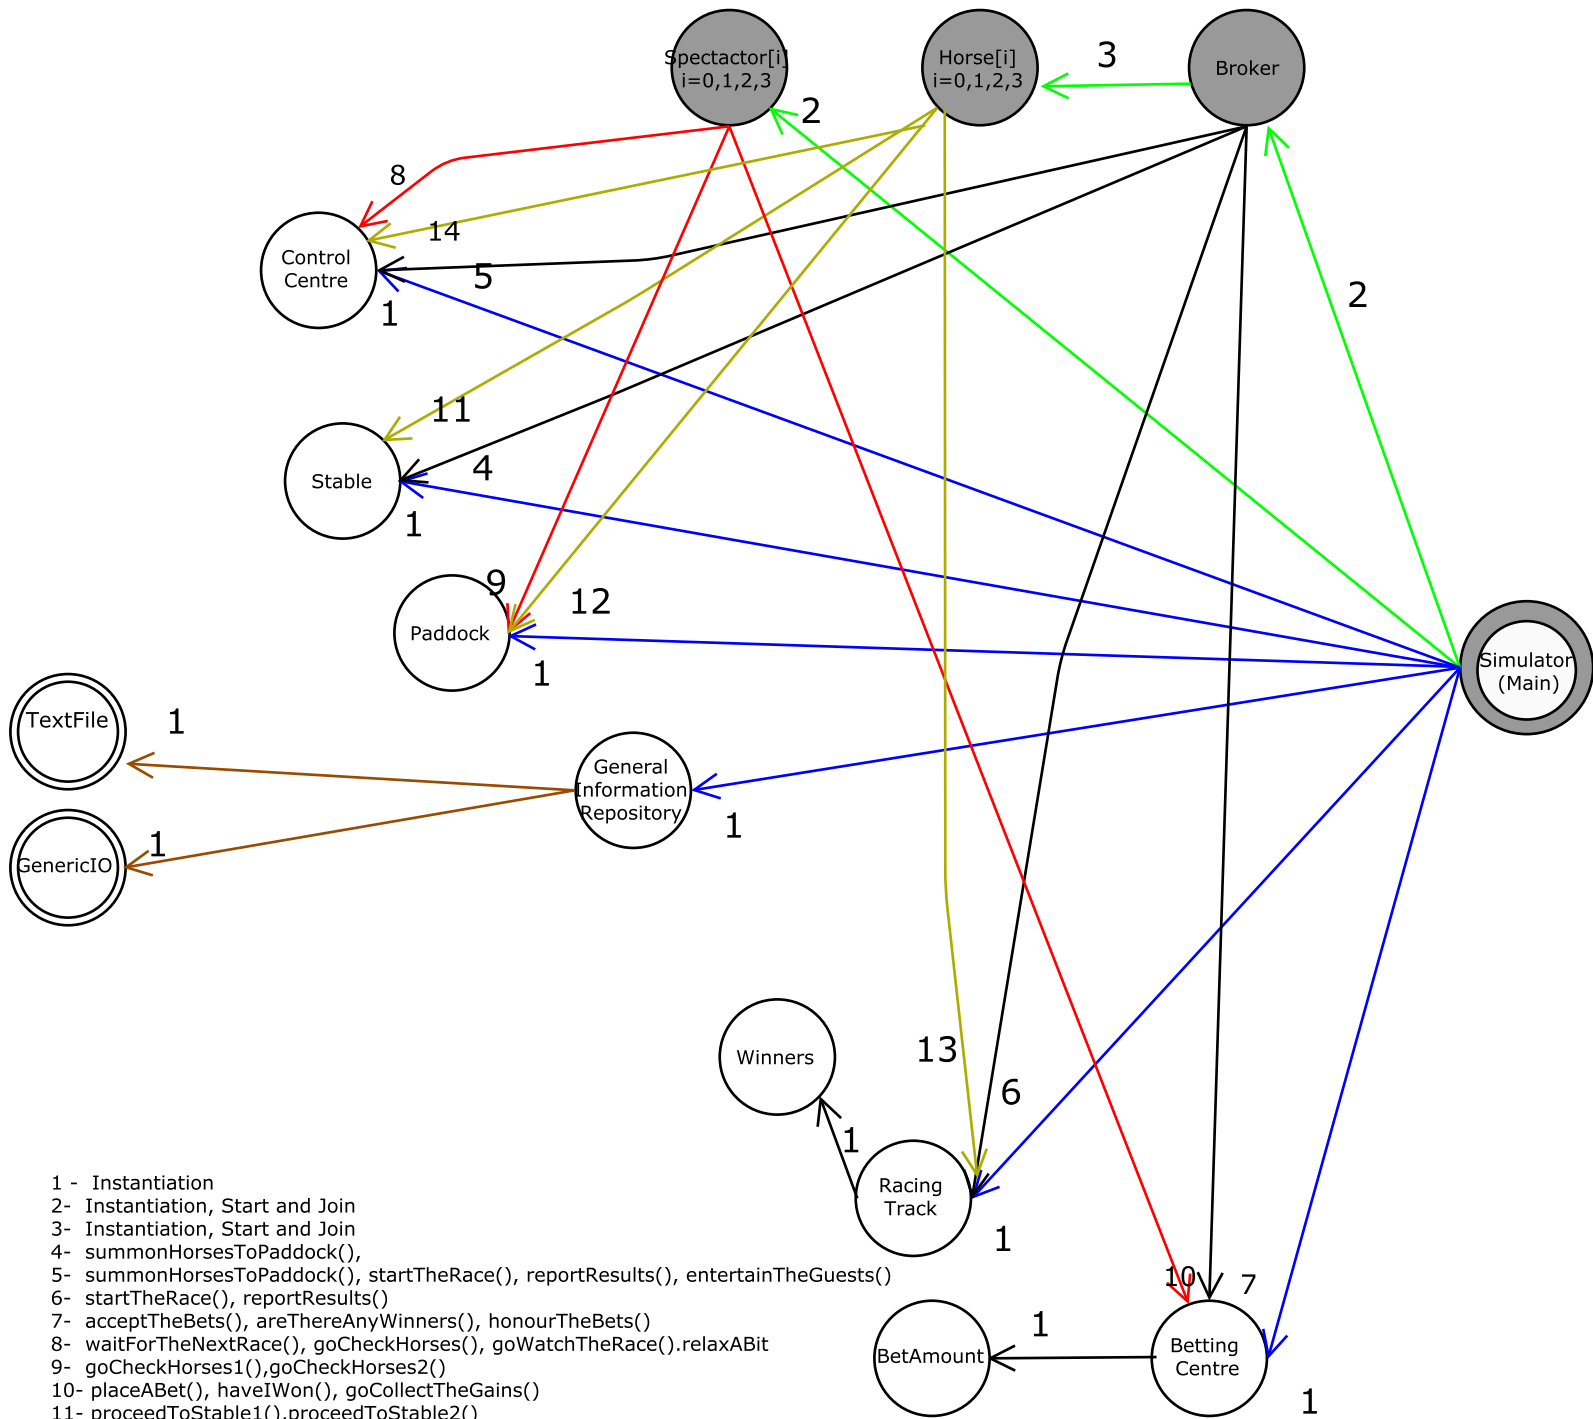 Spectactor[i]
i=0,1,2,3
Horse[i]
i=0,1,2,3
3
Broker
2
8
14
Control
Centre
5
1
2
11
Stable
4
1
9
12
Paddock
1
Simulator
(Main)
TextFile
1
General
Information
Repository
1
GenericIO
1
Winners
13
6
1
Racing
Track
1
10
7
BetAmount
1
Betting
Centre
1
1 -  Instantiation
2-  Instantiation, Start and Join
3-  Instantiation, Start and Join
4-  summonHorsesToPaddock(),
5-  summonHorsesToPaddock(), startTheRace(), reportResults(), entertainTheGuests()
6-  startTheRace(), reportResults()
7-  acceptTheBets(), areThereAnyWinners(), honourTheBets()
8-  waitForTheNextRace(), goCheckHorses(), goWatchTheRace().relaxABit
9-  goCheckHorses1(),goCheckHorses2()
10- placeABet(), haveIWon(), goCollectTheGains()
11- proceedToStable1(),proceedToStable2()